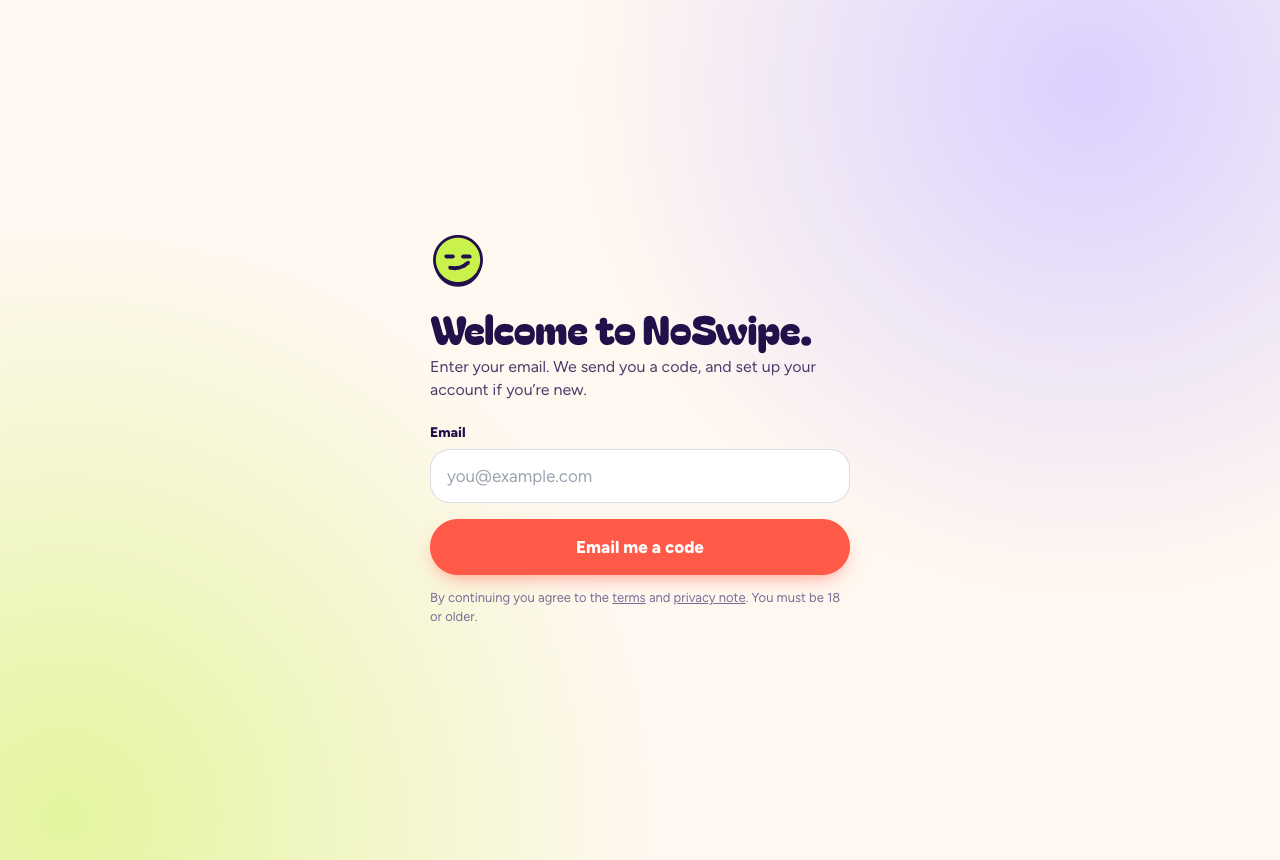 Welcome to NoSwipe.
Enter your email. We send you a code, and set up your
account if you’re new.
Email
you@example.com
Email me a code
By continuing you agree to the terms and privacy note. You must be 18
or older.